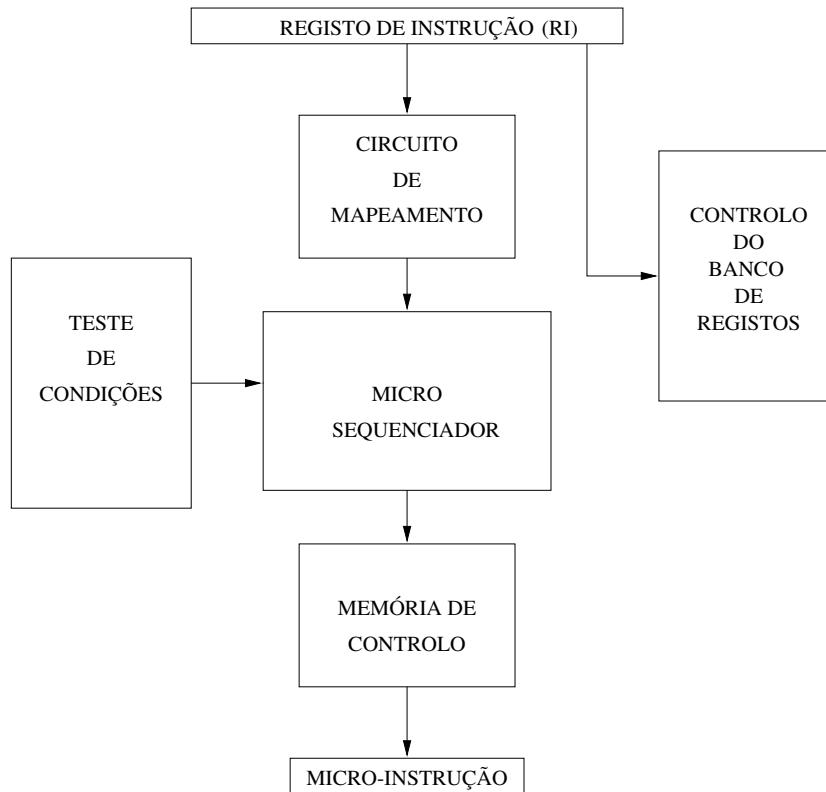 REGISTO DE INSTRUÇÃO (RI)
CIRCUITO
DE
MAPEAMENTO
CONTROLO
DO
BANCO
DE
REGISTOS
TESTE
DE
CONDIÇÕES
MICRO
SEQUENCIADOR
MEMÓRIA DE
CONTROLO
MICRO-INSTRUÇÃO